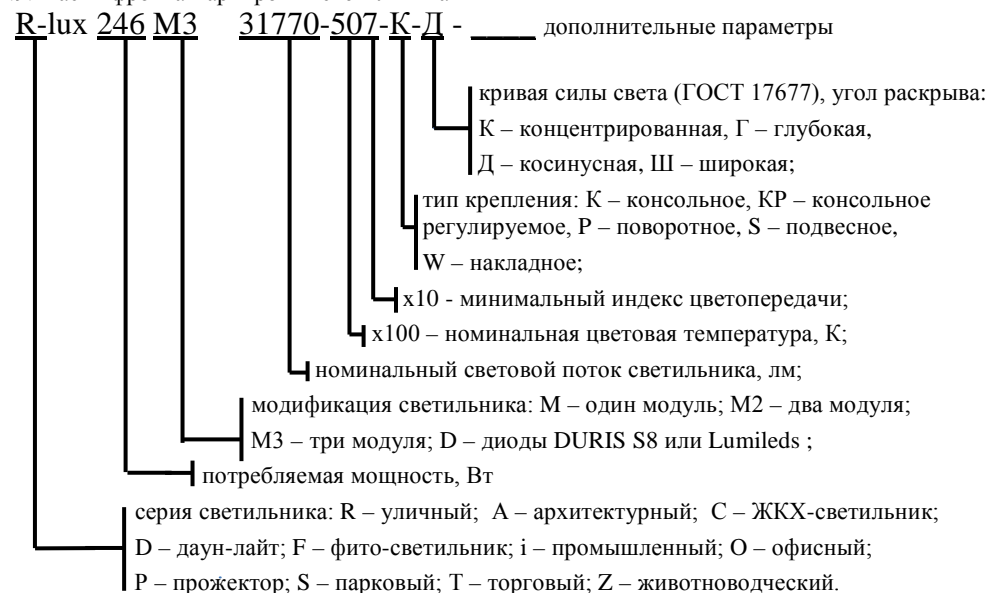 R-lux 246 М3 31770-507-К-Д - ____ дополнительные параметры
кривая силы света (ГОСТ 17677), угол раскрыва:
К – концентрированная, Г – глубокая,
Д – косинусная, Ш – широкая;
тип крепления: К – консольное, КР – консольное
регулируемое, Р – поворотное, S – подвесное,
W – накладное;
х10 - минимальный индекс цветопередачи;
х100 – номинальная цветовая температура, К;
номинальный световой поток светильника, лм;
модификация светильника: М – один модуль; М2 – два модуля;
М3 – три модуля; D – диоды DURIS S8 или Lumileds ;
потребляемая мощность, Вт
серия светильника: R – уличный; А – архитектурный; С – ЖКХ-светильник;
D – даун-лайт; F – фито-светильник; i – промышленный; О – офисный;
Р – прожектор; S – парковый; Т – торговый; Z – животноводческий.